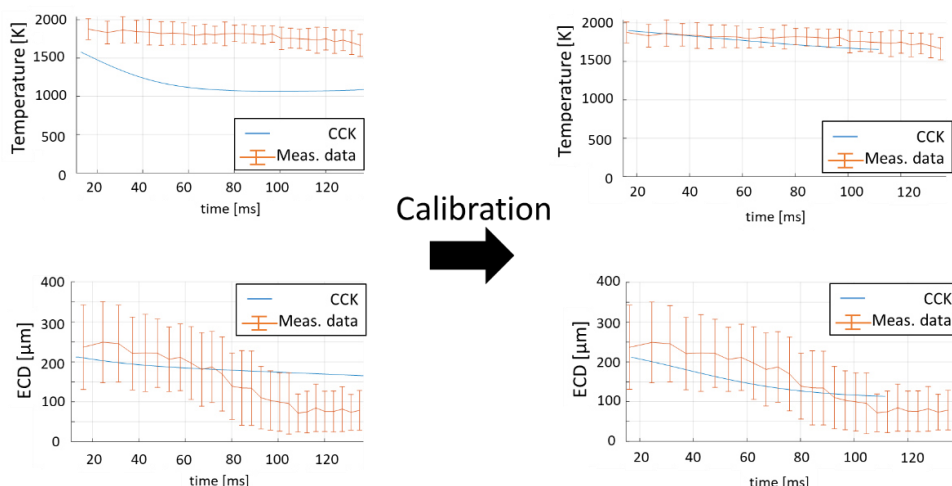 Temperature [K]
2000
1500
1000
500
0
20 40 60 80 100 120
time [ms]
CCK
Meas. data
Temperature [K]
2000
1500
1000
500
0
20 40 60 80 100 120
time [ms]
CCK
Meas. data
Calibration
ECD [µm]
400
300
200
100
0
20 40 60 80 100 120
time [ms]
CCK
Meas. data
ECD [µm]
400
300
200
100
0
20 40 60 80 100 120
time [ms]
CCK
Meas. data